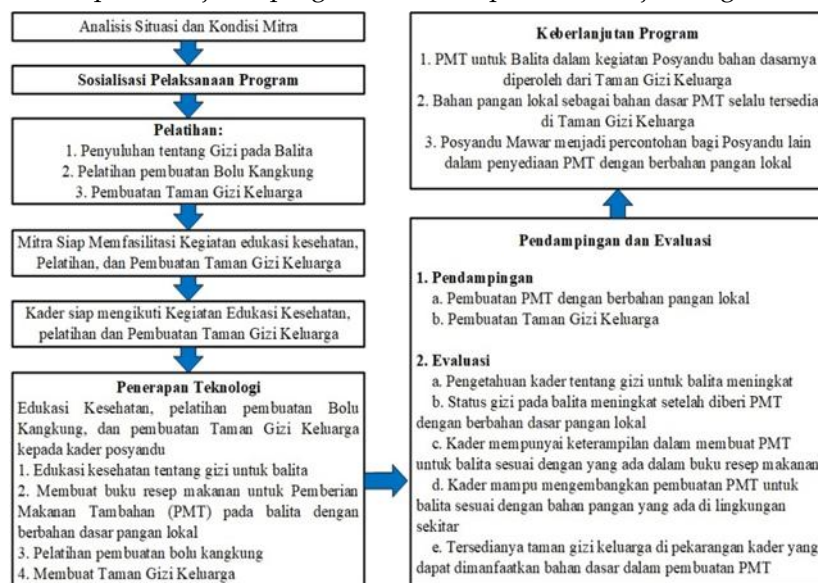 Analisis Situasi dan Kondisi Mitra
Sosialisasi Pelaksanaan Program
Pelatihan:
1. Penyuluhan tentang Gizi pada Balita
2. Pelatihan pembuatan Bolu Kangkung
3. Pembuatan Taman Gizi Keluarga
Mitra Siap Memfasilitasi Kegiatan edukasi kesehatan,
Pelatihan, dan Pembuatan Taman Gizi Keluarga
Kader siap mengikuti Kegiatan Edukasi Kesehatan,
pelatihan dan Pembuatan Taman Gizi Keluarga
Penerapan Teknologi
Edukasi Kesehatan, pelatihan pembuatan Bolu
Kangkung, dan pembuatan Taman Gizi Keluarga
kepada kader posyandu
1. Edukasi kesehatan tentang gizi untuk balita
2. Membuat buku resep makanan untuk Pemberian
Makanan Tambahan (PMT) pada balita dengan
berbahan dasar pangan lokal
3. Pelatihan pembuatan bolu kangkung
4. Membuat Taman Gizi Keluarga
Pendampingan dan Evaluasi
1. Pendampingan
a. Pembuatan PMT dengan berbahan pangan lokal
b. Pembuatan Taman Gizi Keluarga
2. Evaluasi
a. Pengetahuan kader tentang gizi untuk balita meningkat
b. Status gizi pada balita meningkat setelah diberi PMT
dengan berbahan dasar pangan lokal
c. Kader mempunyai keterampilan dalam membuat PMT
untuk balita sesuai dengan yang ada dalam buku resep makanan
d. Kader mampu mengembangkan pembuatan PMT untuk
balita sesuai dengan bahan pangan yang ada di lingkungan
sekitar
e. Tersedianya taman gizi keluarga di pekarangan kader yang
dapat dimanfaatkan bahan dasar dalam pembuatan PMT
Keberlanjutan Program
1. PMT untuk Balita dalam kegiatan Posyandu bahan dasarnya
diperoleh dari Taman Gizi Keluarga
2. Bahan pangan lokal sebagai bahan dasar PMT selalu tersedia
di Taman Gizi Keluarga
3. Posyandu Mawar menjadi percontohan bagi Posyandu lain
dalam penyediaan PMT dengan berbahan pangan lokal